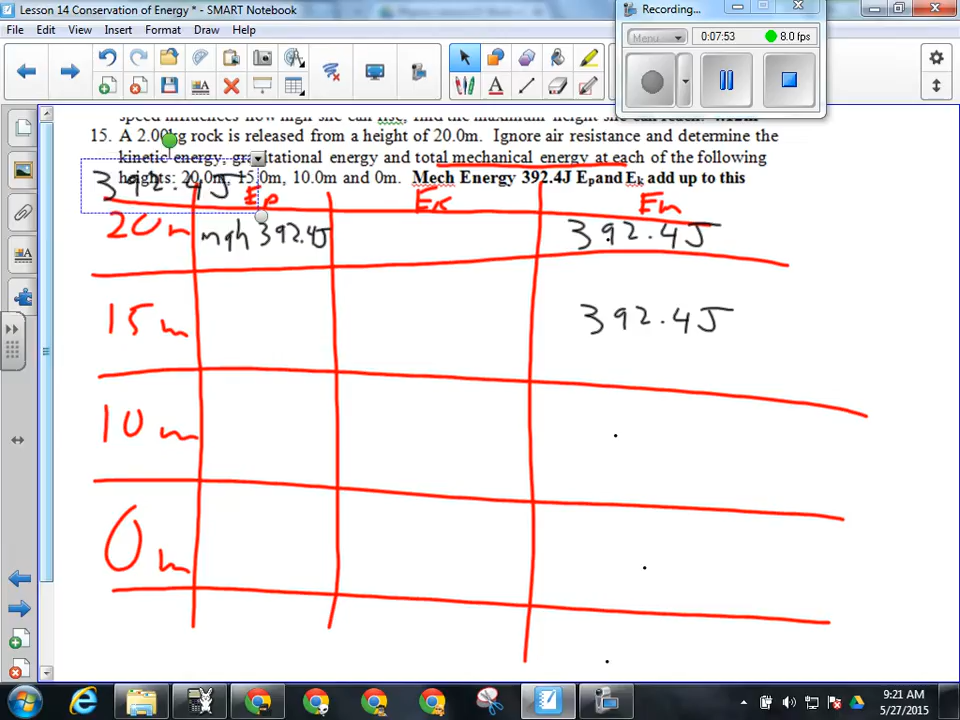 Lesson 14 Conservation of Energy * - SMART Notebook
Recording...
File Edit View Insert Format Draw Help
Menu 0:07:53 8.0 fps
15. A 2.00kg rock is released from a height of 20.0m. Ignore air resistance and determine the
kinetic energy, gravitational energy and total mechanical energy at each of the following
heights: 20.0m, 15.0m, 10.0m and 0m. Mech Energy 392.4J Epand Ek add up to this
392.4J
Ep Ek Em
20m mgh 392.4J 392.4J
15m 392.4J
10m
0m
9:21 AM
5/27/2015